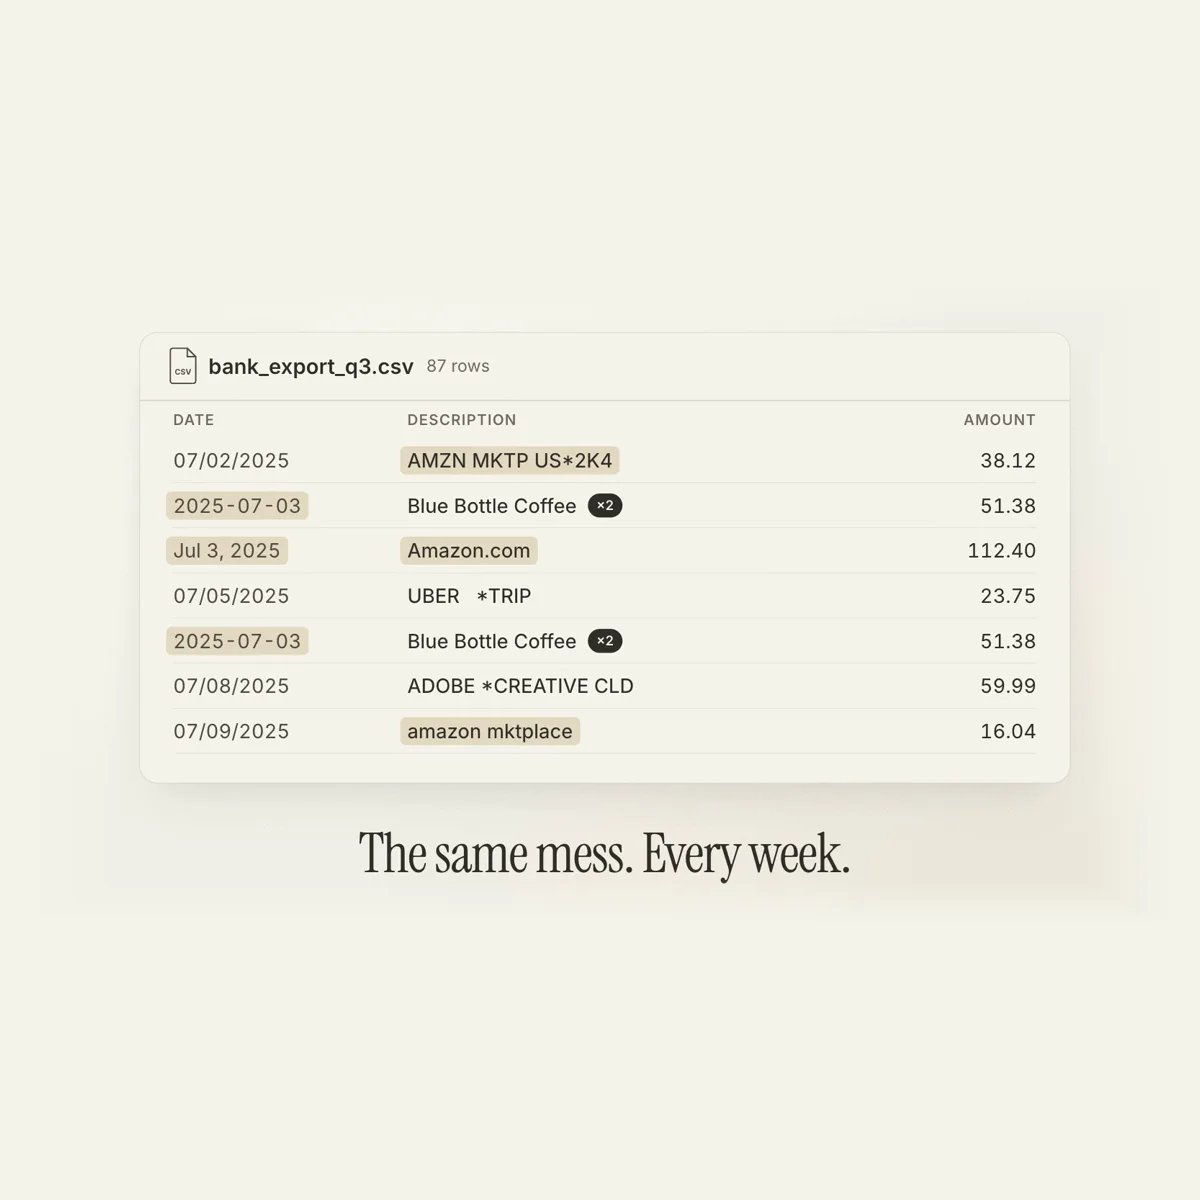 CSV bank_export_q3.csv 87 rows
DATE DESCRIPTION AMOUNT
07/02/2025 AMZN MKTP US*2K4 38.12
2025-07-03 Blue Bottle Coffee ×2 51.38
Jul 3, 2025 Amazon.com 112.40
07/05/2025 UBER *TRIP 23.75
2025-07-03 Blue Bottle Coffee ×2 51.38
07/08/2025 ADOBE *CREATIVE CLD 59.99
07/09/2025 amazon mktplace 16.04
The same mess. Every week.